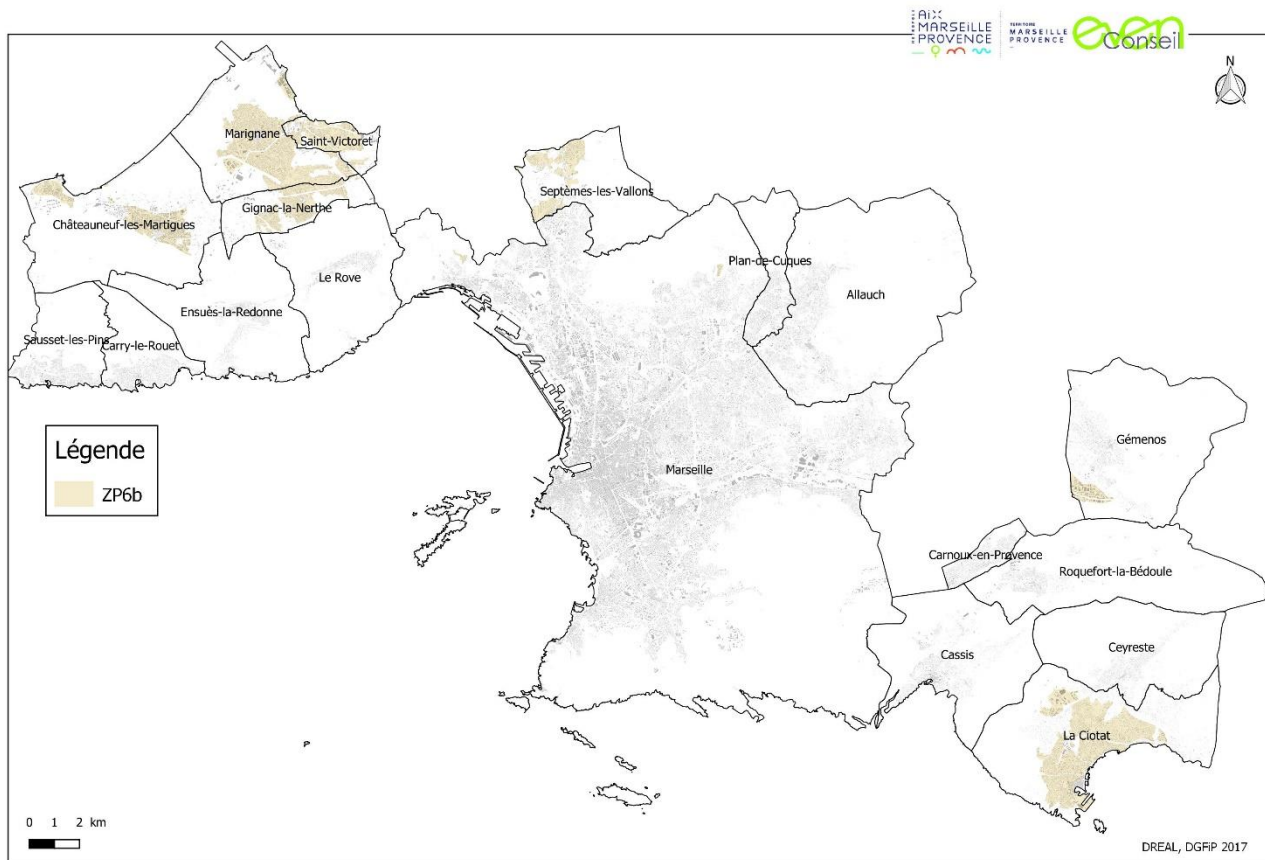 AiX
MARSEILLE
PROVENCE
TERRITOIRE
MARSEILLE
PROVENCE
even
Conseil
N
Marignane
Saint-Victoret
Septèmes-les-Vallons
Gignac-la-Nerthe
Châteauneuf-les-Martigues
Plan-de-Cuques
Le Rove
Allauch
Ensuès-la-Redonne
Sausset-les-Pins
Carry-le-Rouet
Légende
ZP6b
Gémenos
Marseille
Carnoux-en-Provence
Roquefort-la-Bédoule
Cassis
Ceyreste
La Ciotat
0 1 2 km
DREAL, DGFiP 2017